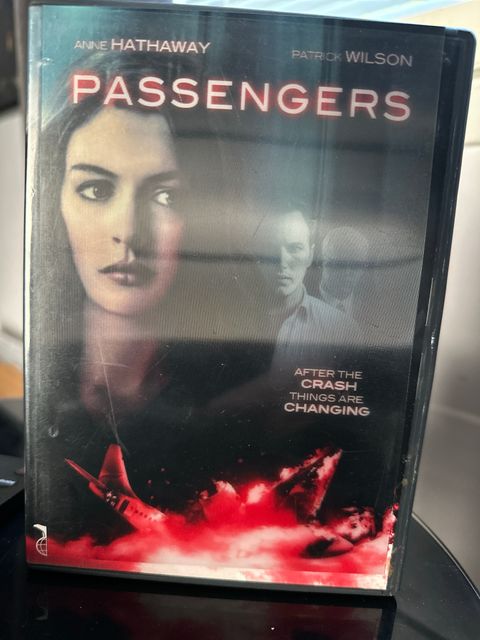 ANNE HATHAWAY PATRICK WILSON
PASSENGERS
AFTER THE
CRASH
THINGS ARE
CHANGING